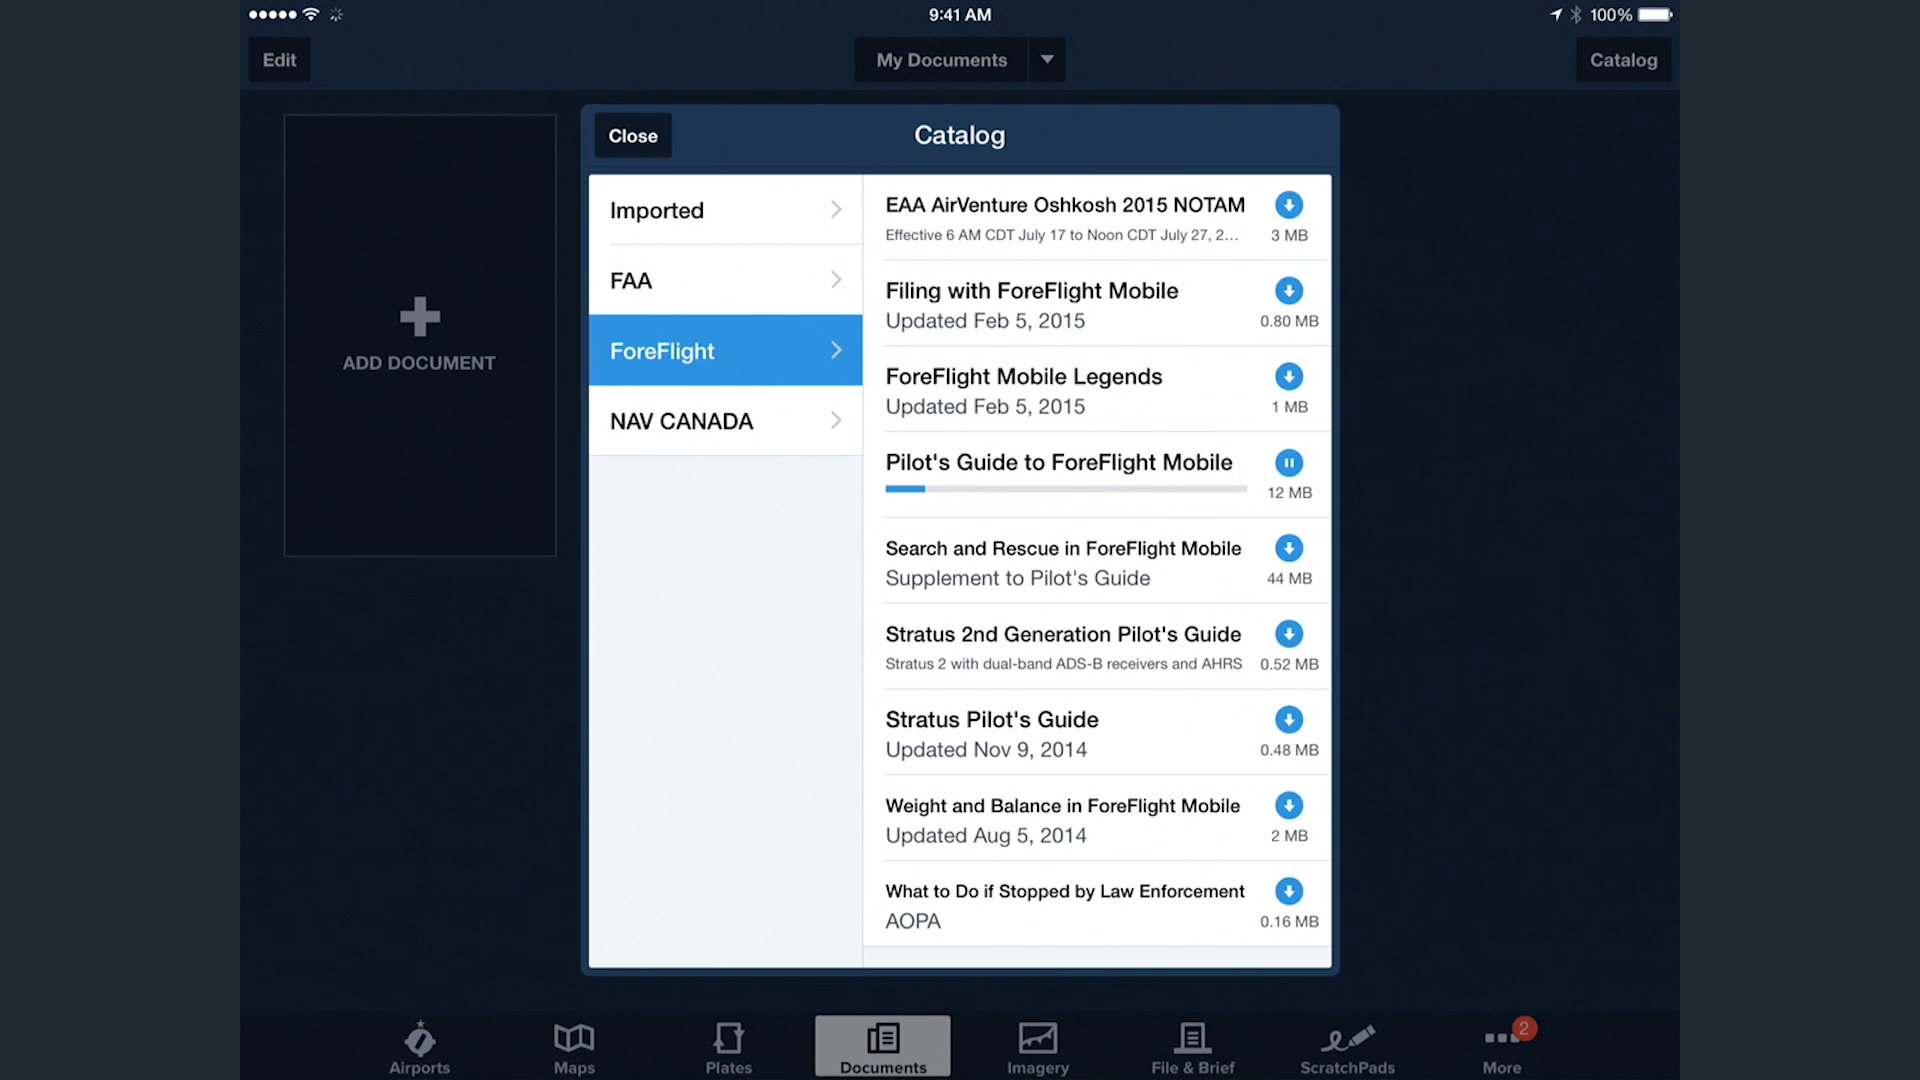 9:41 AM
100%
Edit
My Documents
Catalog
Close
Catalog
ADD DOCUMENT
Imported
FAA
ForeFlight
NAV CANADA
EAA AirVenture Oshkosh 2015 NOTAM
Effective 6 AM CDT July 17 to Noon CDT July 27, 2...
3 MB
Filing with ForeFlight Mobile
Updated Feb 5, 2015
0.80 MB
ForeFlight Mobile Legends
Updated Feb 5, 2015
1 MB
Pilot's Guide to ForeFlight Mobile
12 MB
Search and Rescue in ForeFlight Mobile
Supplement to Pilot's Guide
44 MB
Stratus 2nd Generation Pilot's Guide
Stratus 2 with dual-band ADS-B receivers and AHRS
0.52 MB
Stratus Pilot's Guide
Updated Nov 9, 2014
0.48 MB
Weight and Balance in ForeFlight Mobile
Updated Aug 5, 2014
2 MB
What to Do if Stopped by Law Enforcement
AOPA
0.16 MB
Airports
Maps
Plates
Documents
Imagery
File & Brief
ScratchPads
2
More